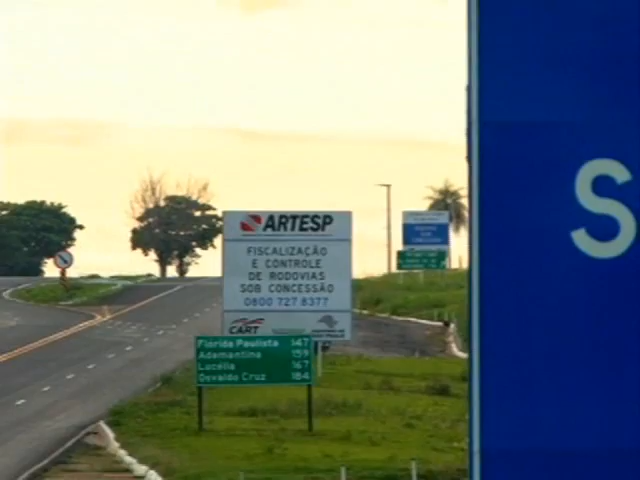 ARTESP
FISCALIZAÇÃO
E CONTROLE
DE RODOVIAS
SOB CONCESSÃO
0800 727 8377
CART
Flórida Paulista 147
Adamantina 159
Lucélia 167
Osvaldo Cruz 184
S